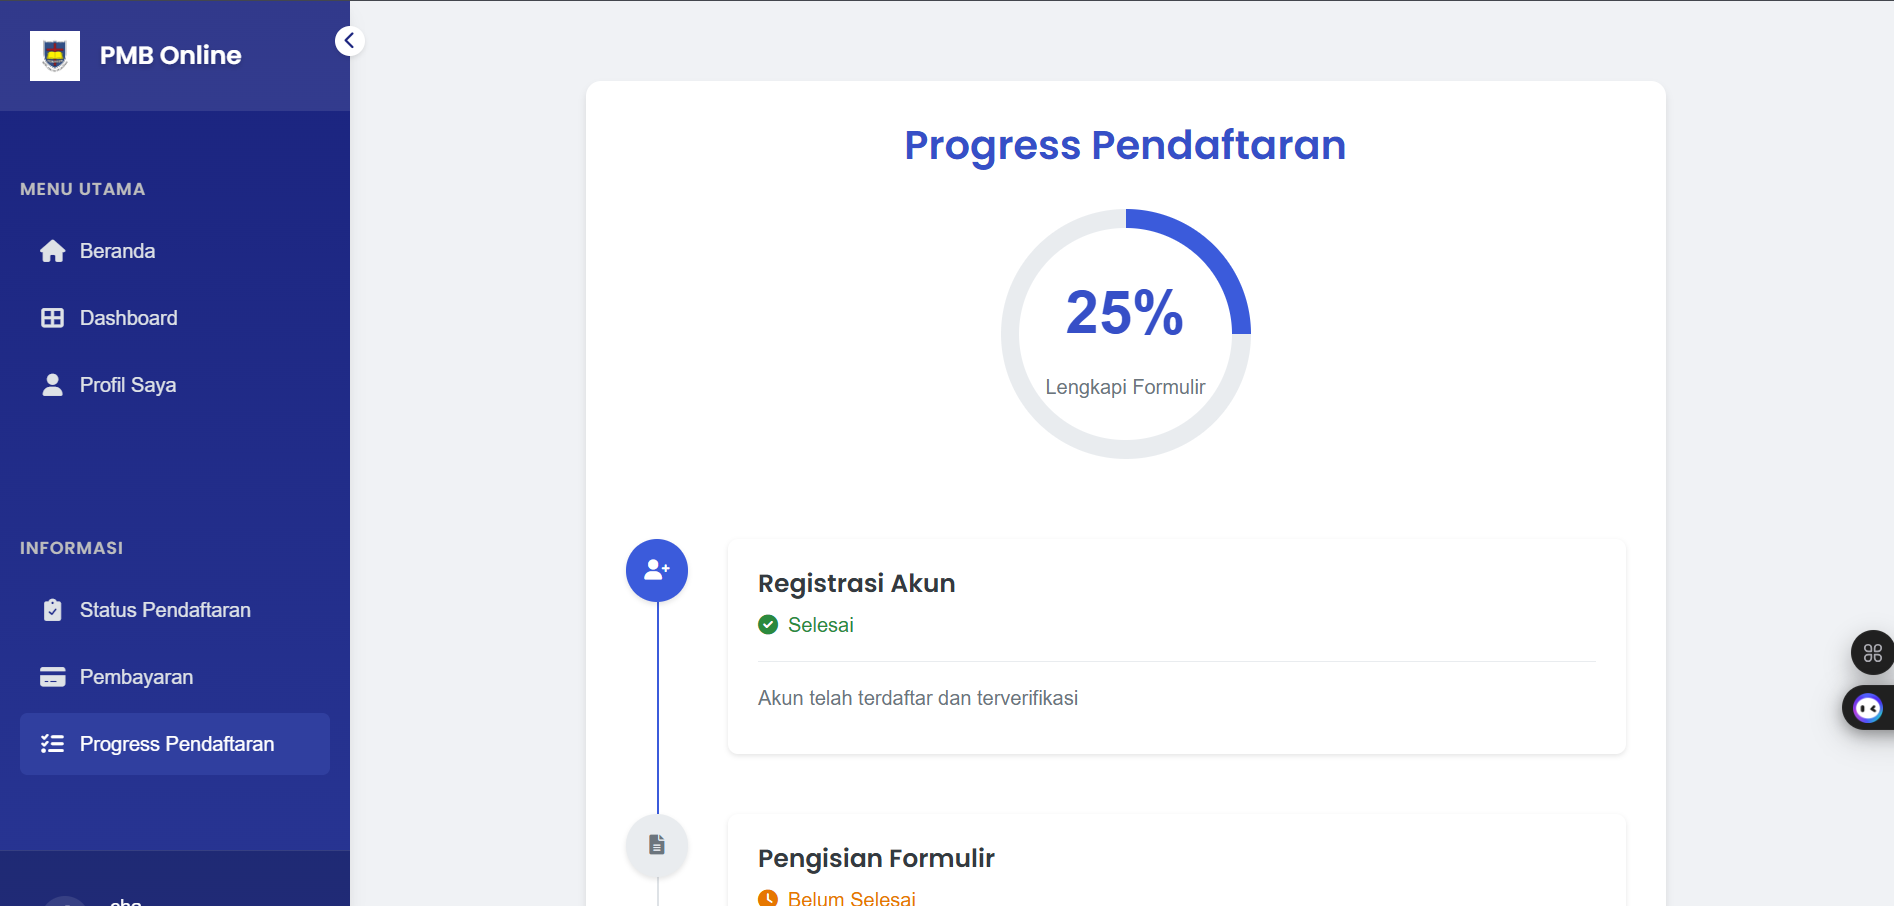 PMB Online
MENU UTAMA
Beranda
Dashboard
Profil Saya
INFORMASI
Status Pendaftaran
Pembayaran
Progress Pendaftaran
Progress Pendaftaran
25%
Lengkapi Formulir
Registrasi Akun
Selesai
Akun telah terdaftar dan terverifikasi
Pengisian Formulir
Belum Selesai